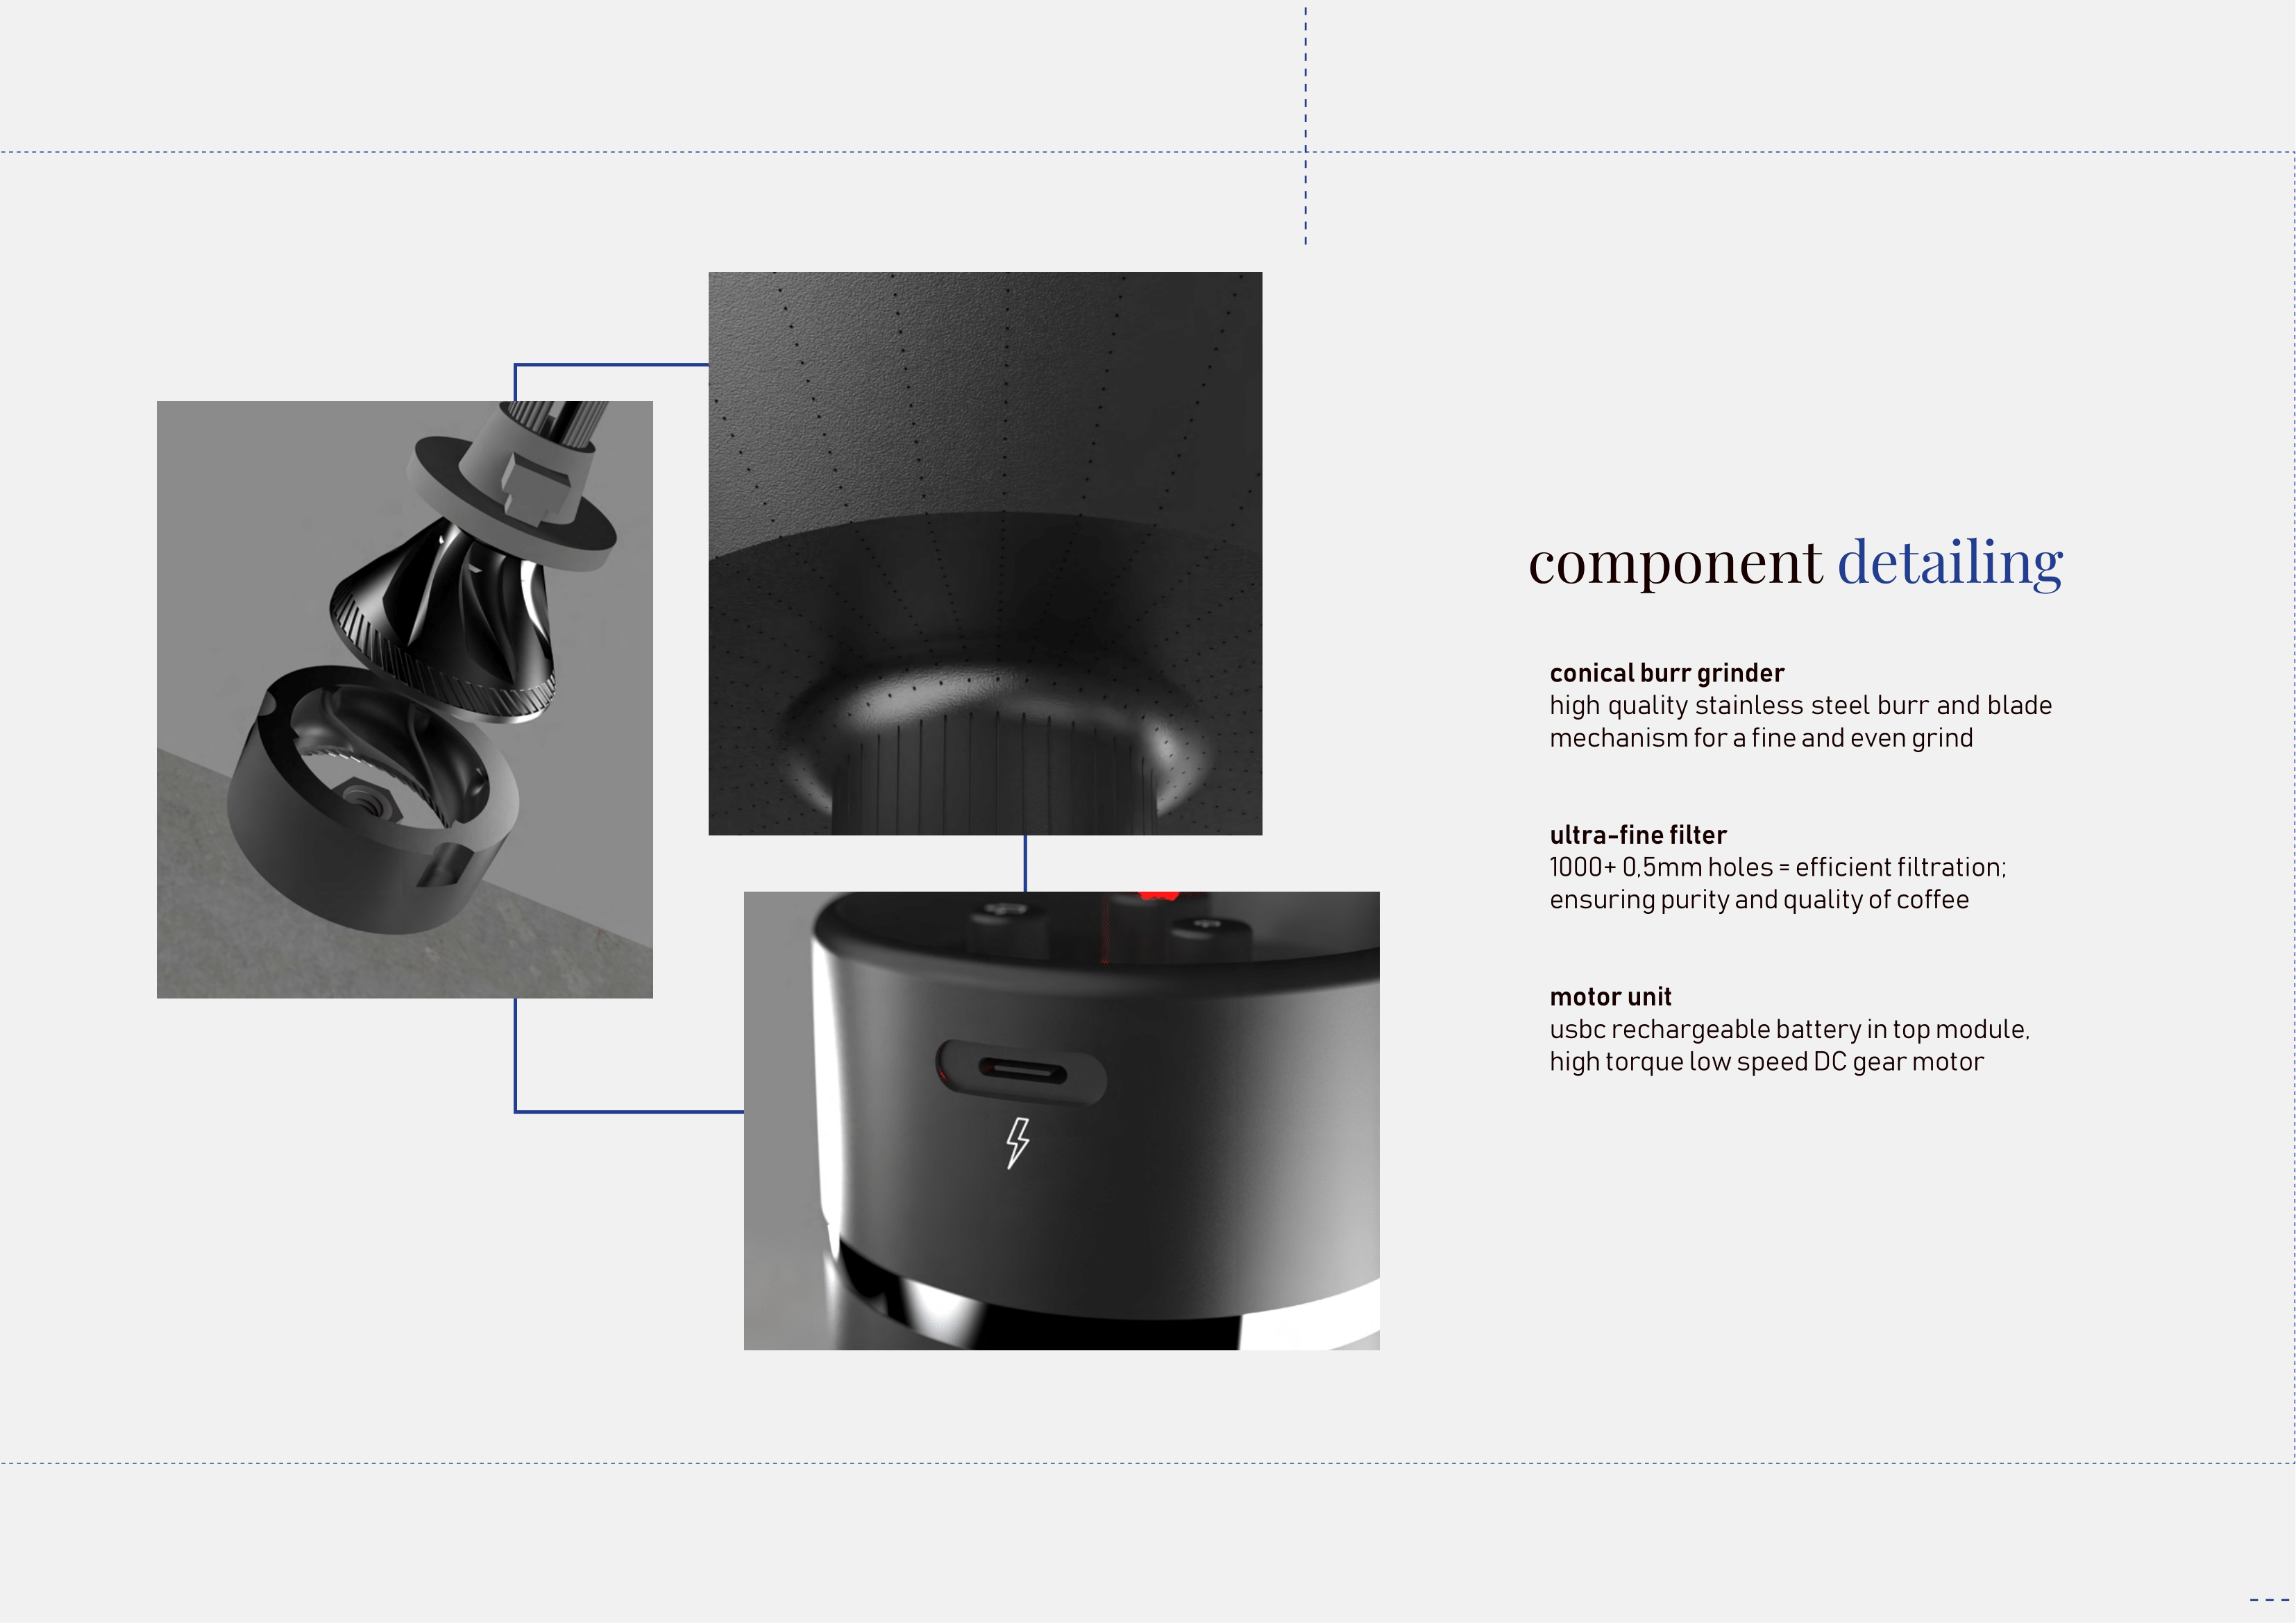 component detailing
conical burr grinder
high quality stainless steel burr and blade
mechanism for a fine and even grind
ultra-fine filter
1000+ 0,5mm holes = efficient filtration;
ensuring purity and quality of coffee
motor unit
usbc rechargeable battery in top module,
high torque low speed DC gear motor